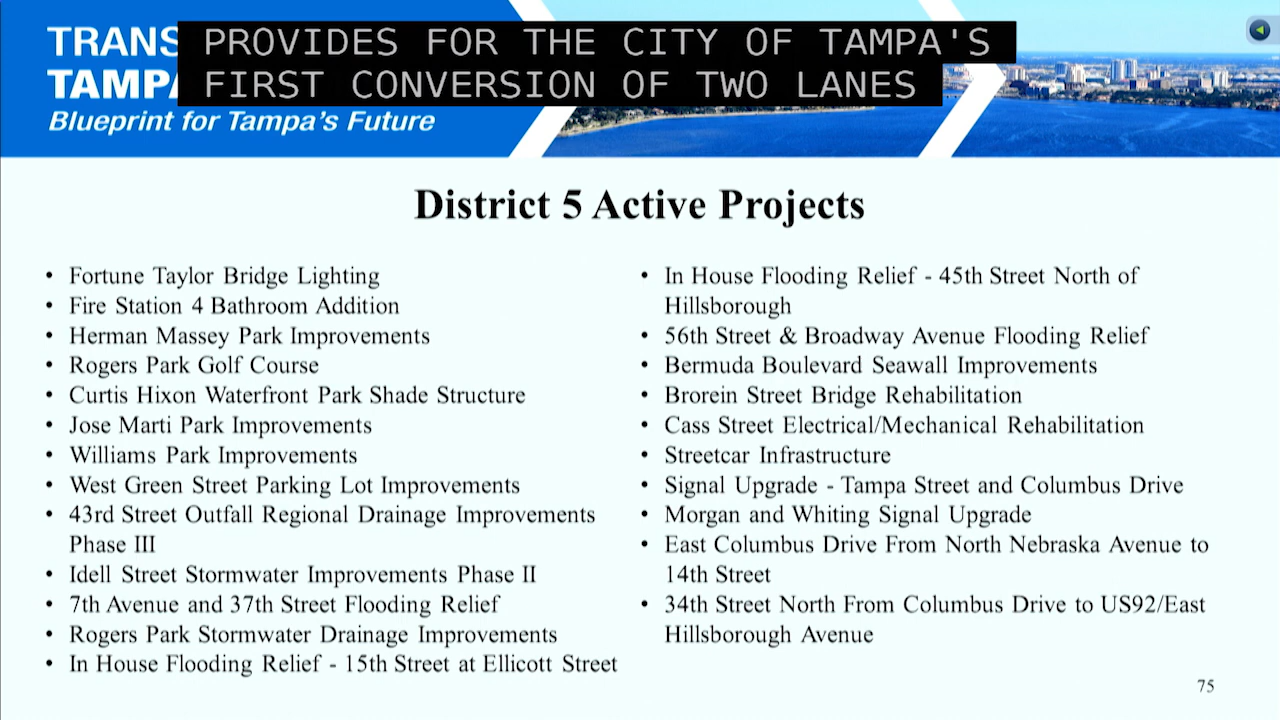 TRANS
PROVIDES FOR THE CITY OF TAMPA'S
TAMPA
FIRST CONVERSION OF TWO LANES
Blueprint for Tampa's Future
District 5 Active Projects
• Fortune Taylor Bridge Lighting
• Fire Station 4 Bathroom Addition
• Herman Massey Park Improvements
• Rogers Park Golf Course
• Curtis Hixon Waterfront Park Shade Structure
• Jose Marti Park Improvements
• Williams Park Improvements
• West Green Street Parking Lot Improvements
• 43rd Street Outfall Regional Drainage Improvements
Phase III
• Idell Street Stormwater Improvements Phase II
• 7th Avenue and 37th Street Flooding Relief
• Rogers Park Stormwater Drainage Improvements
• In House Flooding Relief - 15th Street at Ellicott Street
• In House Flooding Relief - 45th Street North of
Hillsborough
• 56th Street & Broadway Avenue Flooding Relief
• Bermuda Boulevard Seawall Improvements
• Brorein Street Bridge Rehabilitation
• Cass Street Electrical/Mechanical Rehabilitation
• Streetcar Infrastructure
• Signal Upgrade - Tampa Street and Columbus Drive
• Morgan and Whiting Signal Upgrade
• East Columbus Drive From North Nebraska Avenue to
14th Street
• 34th Street North From Columbus Drive to US92/East
Hillsborough Avenue
75